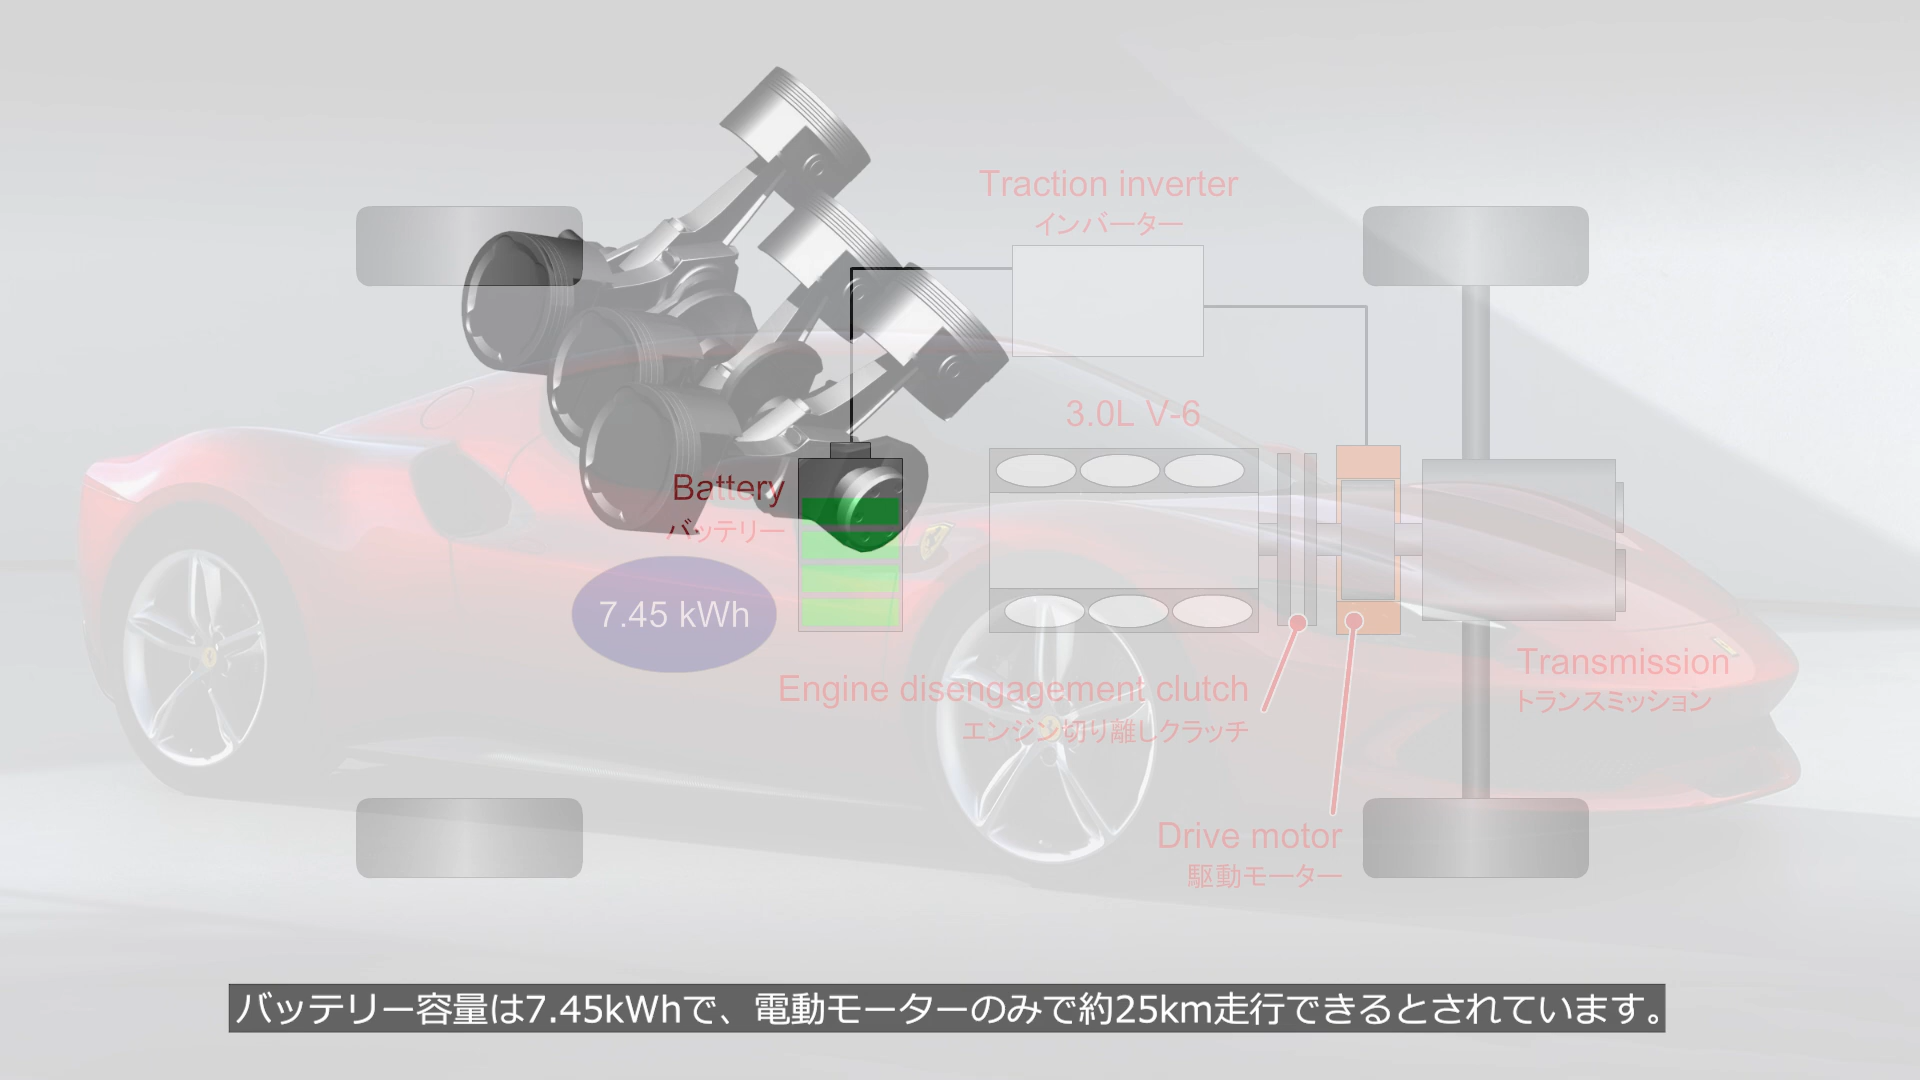 Traction inverter
インバーター
3.0L V-6
Battery
バッテリー
7.45 kWh
Engine disengagement clutch
エンジン切り離しクラッチ
Transmission
トランスミッション
Drive motor
駆動モーター
バッテリー容量は7.45kWhで、電動モーターのみで約25km走行できるとされています。